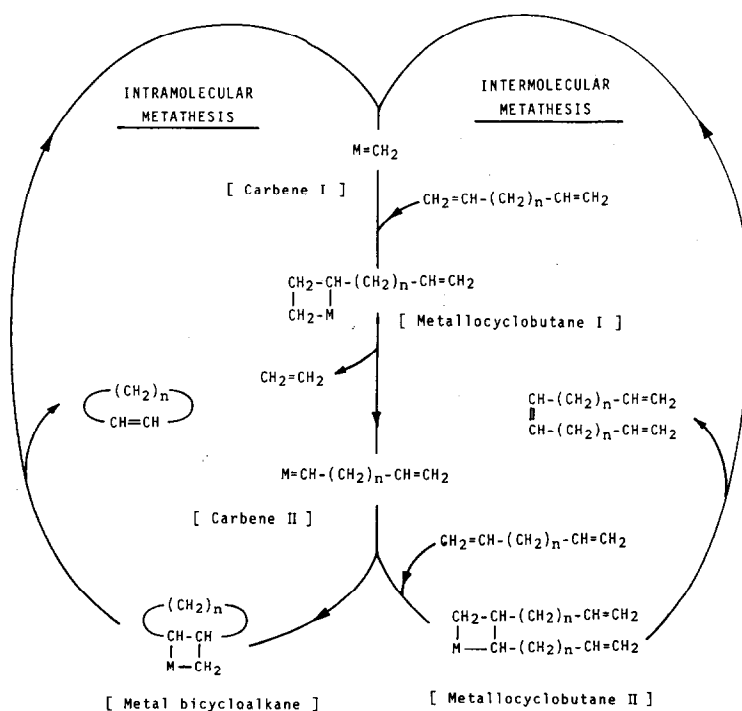 INTRAMOLECULAR
METATHESIS
INTERMOLECULAR
METATHESIS
M=CH₂
[ Carbene I ]
CH₂=CH-(CH₂)ₙ-CH=CH₂
CH₂-CH-(CH₂)ₙ-CH=CH₂
CH₂-M
[ Metallocyclobutane I ]
CH₂=CH₂
(CH₂)ₙ
CH=CH
CH-(CH₂)ₙ-CH=CH₂
CH-(CH₂)ₙ-CH=CH₂
M=CH-(CH₂)ₙ-CH=CH₂
[ Carbene II ]
CH₂=CH-(CH₂)ₙ-CH=CH₂
(CH₂)ₙ
CH-CH
M-CH₂
[ Metal bicycloalkane ]
CH₂-CH-(CH₂)ₙ-CH=CH₂
M-CH-(CH₂)ₙ-CH=CH₂
[ Metallocyclobutane II ]